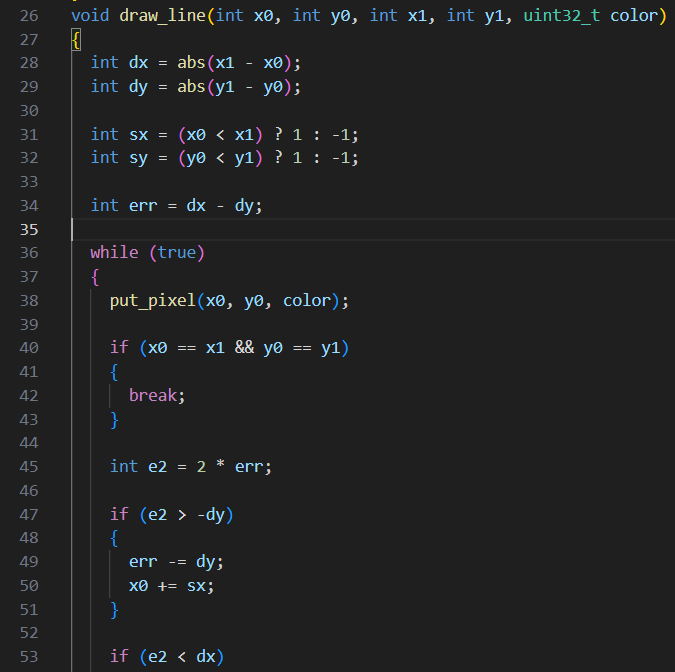 26 void draw_line(int x0, int y0, int x1, int y1, uint32_t color)
27 {
28 int dx = abs(x1 - x0);
29 int dy = abs(y1 - y0);
30
31 int sx = (x0 < x1) ? 1 : -1;
32 int sy = (y0 < y1) ? 1 : -1;
33
34 int err = dx - dy;
35
36 while (true)
37 {
38 put_pixel(x0, y0, color);
39
40 if (x0 == x1 && y0 == y1)
41 {
42 break;
43 }
44
45 int e2 = 2 * err;
46
47 if (e2 > -dy)
48 {
49 err -= dy;
50 x0 += sx;
51 }
52
53 if (e2 < dx)